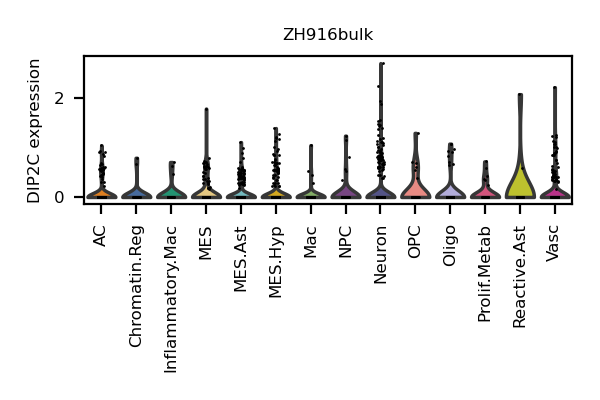 ZH916bulk
DIP2C expression
2
0
AC
Chromatin.Reg
Inflammatory.Mac
MES
MES.Ast
MES.Hyp
Mac
NPC
Neuron
OPC
Oligo
Prolif.Metab
Reactive.Ast
Vasc